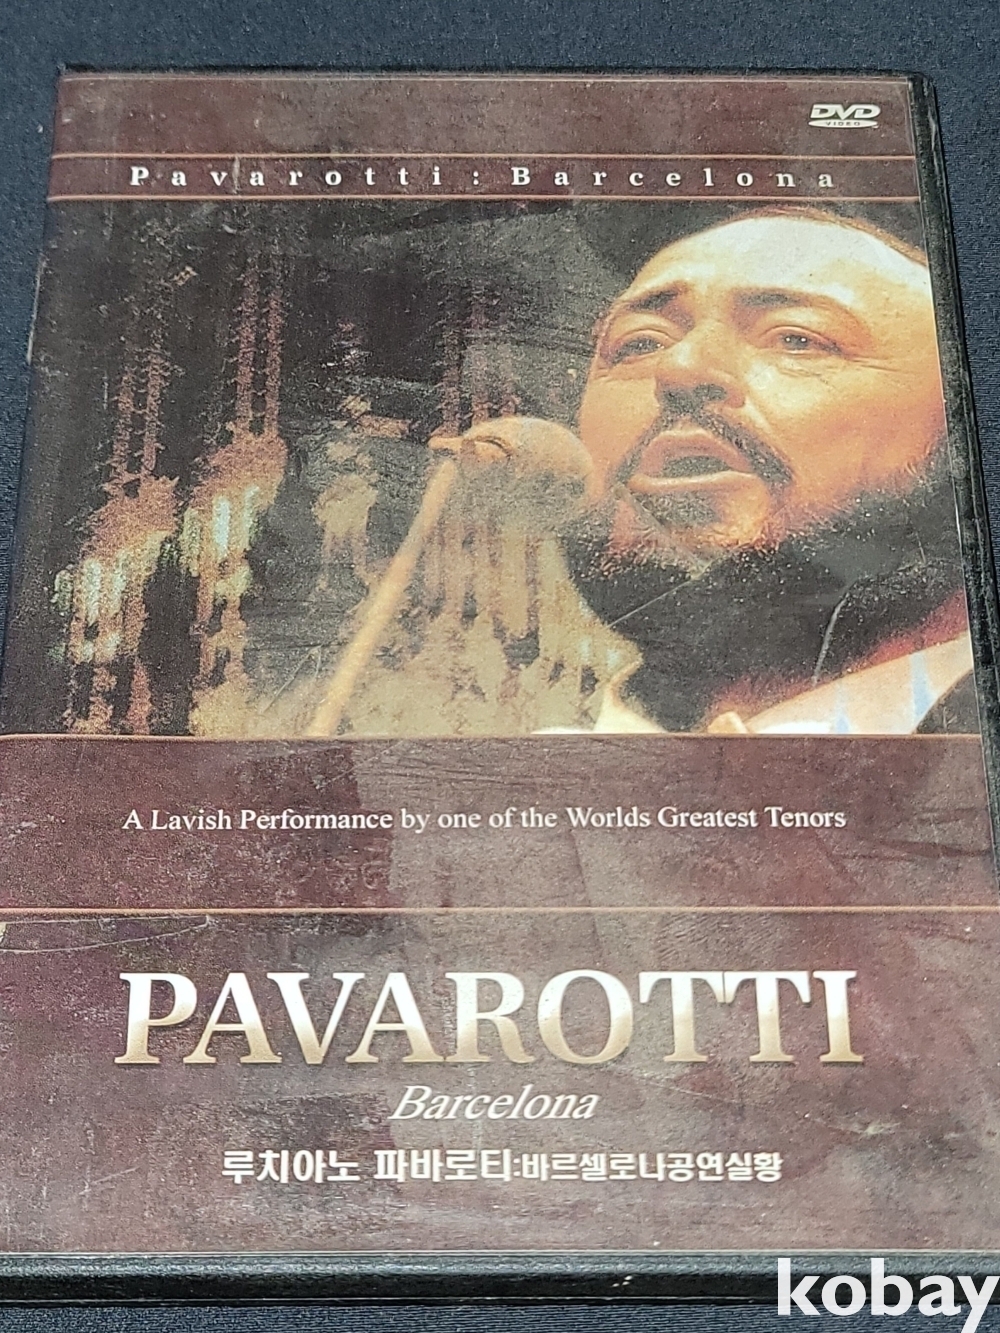 DVD
VIDEO
Pavarotti : Barcelona
A Lavish Performance by one of the Worlds Greatest Tenors
PAVAROTTI
Barcelona
루치아노 파바로티:바르셀로나공연실황
kobay